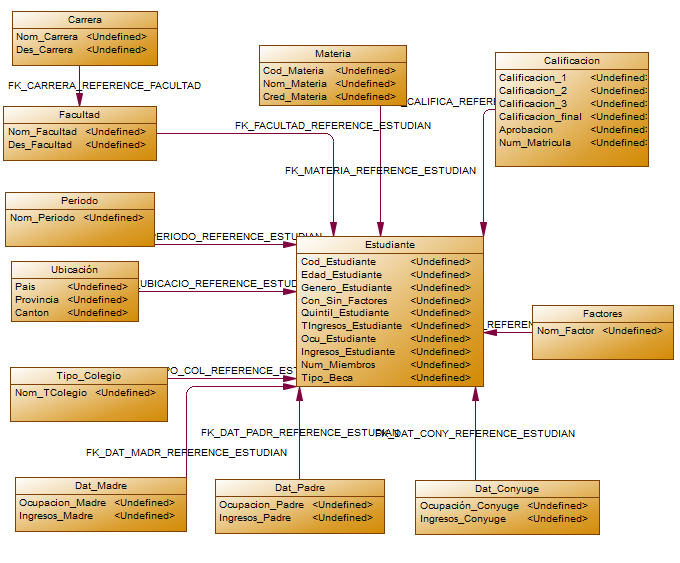 Carrera
Nom_Carrera <Undefined>
Des_Carrera <Undefined>
FK_CARRERA_REFERENCE_FACULTAD
Facultad
Nom_Facultad <Undefined>
Des_Facultad <Undefined>
FK_FACULTAD_REFERENCE_ESTUDIAN
Materia
Cod_Materia <Undefined>
Nom_Materia <Undefined>
Cred_Materia <Undefined>
FK_MATERIA_REFERENCE_ESTUDIAN
_CALIFICA_REFERE
Calificacion
Calificacion_1 <Undefined>
Calificacion_2 <Undefined>
Calificacion_3 <Undefined>
Calificacion_final <Undefined>
Aprobacion <Undefined>
Num_Matricula <Undefined>
Periodo
Nom_Periodo <Undefined>
PERIODO_REFERENCE_ESTUDIAN
Ubicación
Pais <Undefined>
Provincia <Undefined>
Canton <Undefined>
UBICACIO_REFERENCE_ESTUD
Estudiante
Cod_Estudiante <Undefined>
Edad_Estudiante <Undefined>
Genero_Estudiante <Undefined>
Con_Sin_Factores <Undefined>
Quintil_Estudiante <Undefined>
TIngresos_Estudiante <Undefined>
Ocu_Estudiante <Undefined>
Ingresos_Estudiante <Undefined>
Num_Miembros <Undefined>
Tipo_Beca <Undefined>
Factores
Nom_Factor <Undefined>
_REFEREN
Tipo_Colegio
Nom_TColegio <Undefined>
PO_COL_REFERENCE_EST
FK_DAT_PADR_REFERENCE_ESTUDIAN
FK_DAT_CONY_REFERENCE_ESTUDIAN
FK_DAT_MADR_REFERENCE_ESTUDIAN
Dat_Madre
Ocupacion_Madre <Undefined>
Ingresos_Madre <Undefined>
Dat_Padre
Ocupacion_Padre <Undefined>
Ingresos_Padre <Undefined>
Dat_Conyuge
Ocupación_Conyuge <Undefined>
Ingresos_Conyuge <Undefined>